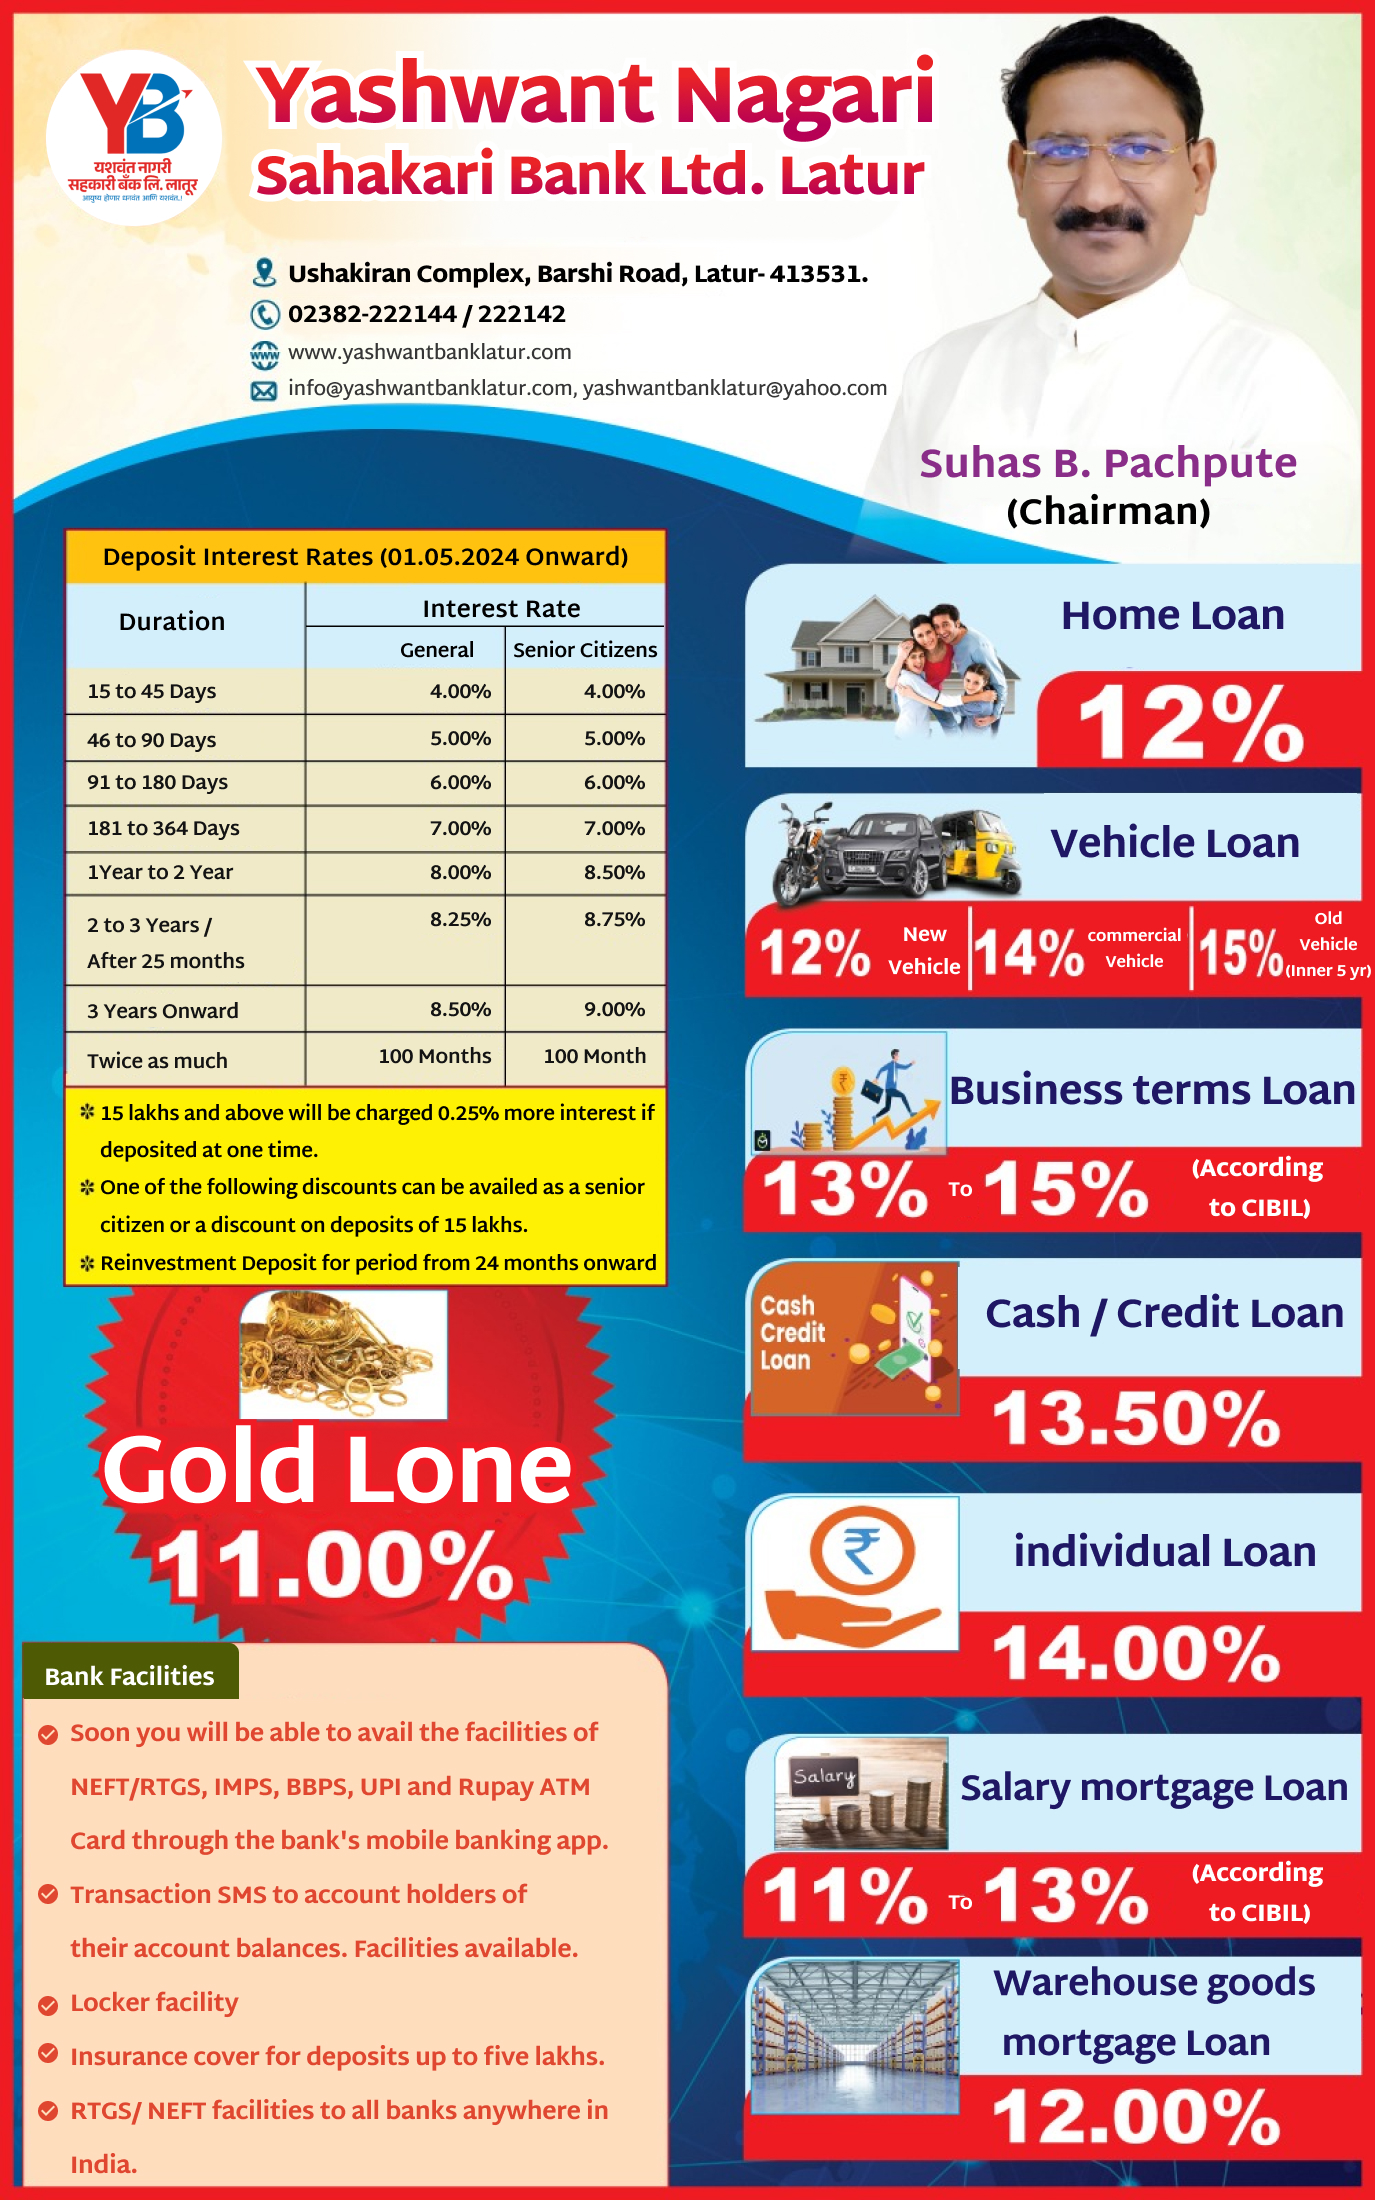 YB
यशवंत नागरी
सहकारी बँक लि. लातूर
आयुष्य होणार धनवंत आणि यशवंत.!
Yashwant Nagari
Sahakari Bank Ltd. Latur
Ushakiran Complex, Barshi Road, Latur- 413531.
02382-222144 / 222142
www
www.yashwantbanklatur.com
info@yashwantbanklatur.com, yashwantbanklatur@yahoo.com
Suhas B. Pachpute
(Chairman)
Deposit Interest Rates (01.05.2024 Onward)
Duration
Interest Rate
General Senior Citizens
15 to 45 Days 4.00% 4.00%
46 to 90 Days 5.00% 5.00%
91 to 180 Days 6.00% 6.00%
181 to 364 Days 7.00% 7.00%
1Year to 2 Year 8.00% 8.50%
2 to 3 Years / 8.25% 8.75%
After 25 months
3 Years Onward 8.50% 9.00%
Twice as much 100 Months 100 Month
✻ 15 lakhs and above will be charged 0.25% more interest if
deposited at one time.
✻ One of the following discounts can be availed as a senior
citizen or a discount on deposits of 15 lakhs.
✻ Reinvestment Deposit for period from 24 months onward
Gold Lone
11.00%
Bank Facilities
Soon you will be able to avail the facilities of
NEFT/RTGS, IMPS, BBPS, UPI and Rupay ATM
Card through the bank's mobile banking app.
Transaction SMS to account holders of
their account balances. Facilities available.
Locker facility
Insurance cover for deposits up to five lakhs.
RTGS/ NEFT facilities to all banks anywhere in
India.
Home Loan
12%
Vehicle Loan
12% New
Vehicle
14% commercial
Vehicle
15% Old
Vehicle
(Inner 5 yr)
₹
Business terms Loan
13% To 15% (According
to CIBIL)
Cash
Credit
Loan
Cash / Credit Loan
13.50%
₹
individual Loan
14.00%
Salary
Salary mortgage Loan
11% To 13% (According
to CIBIL)
Warehouse goods
mortgage Loan
12.00%